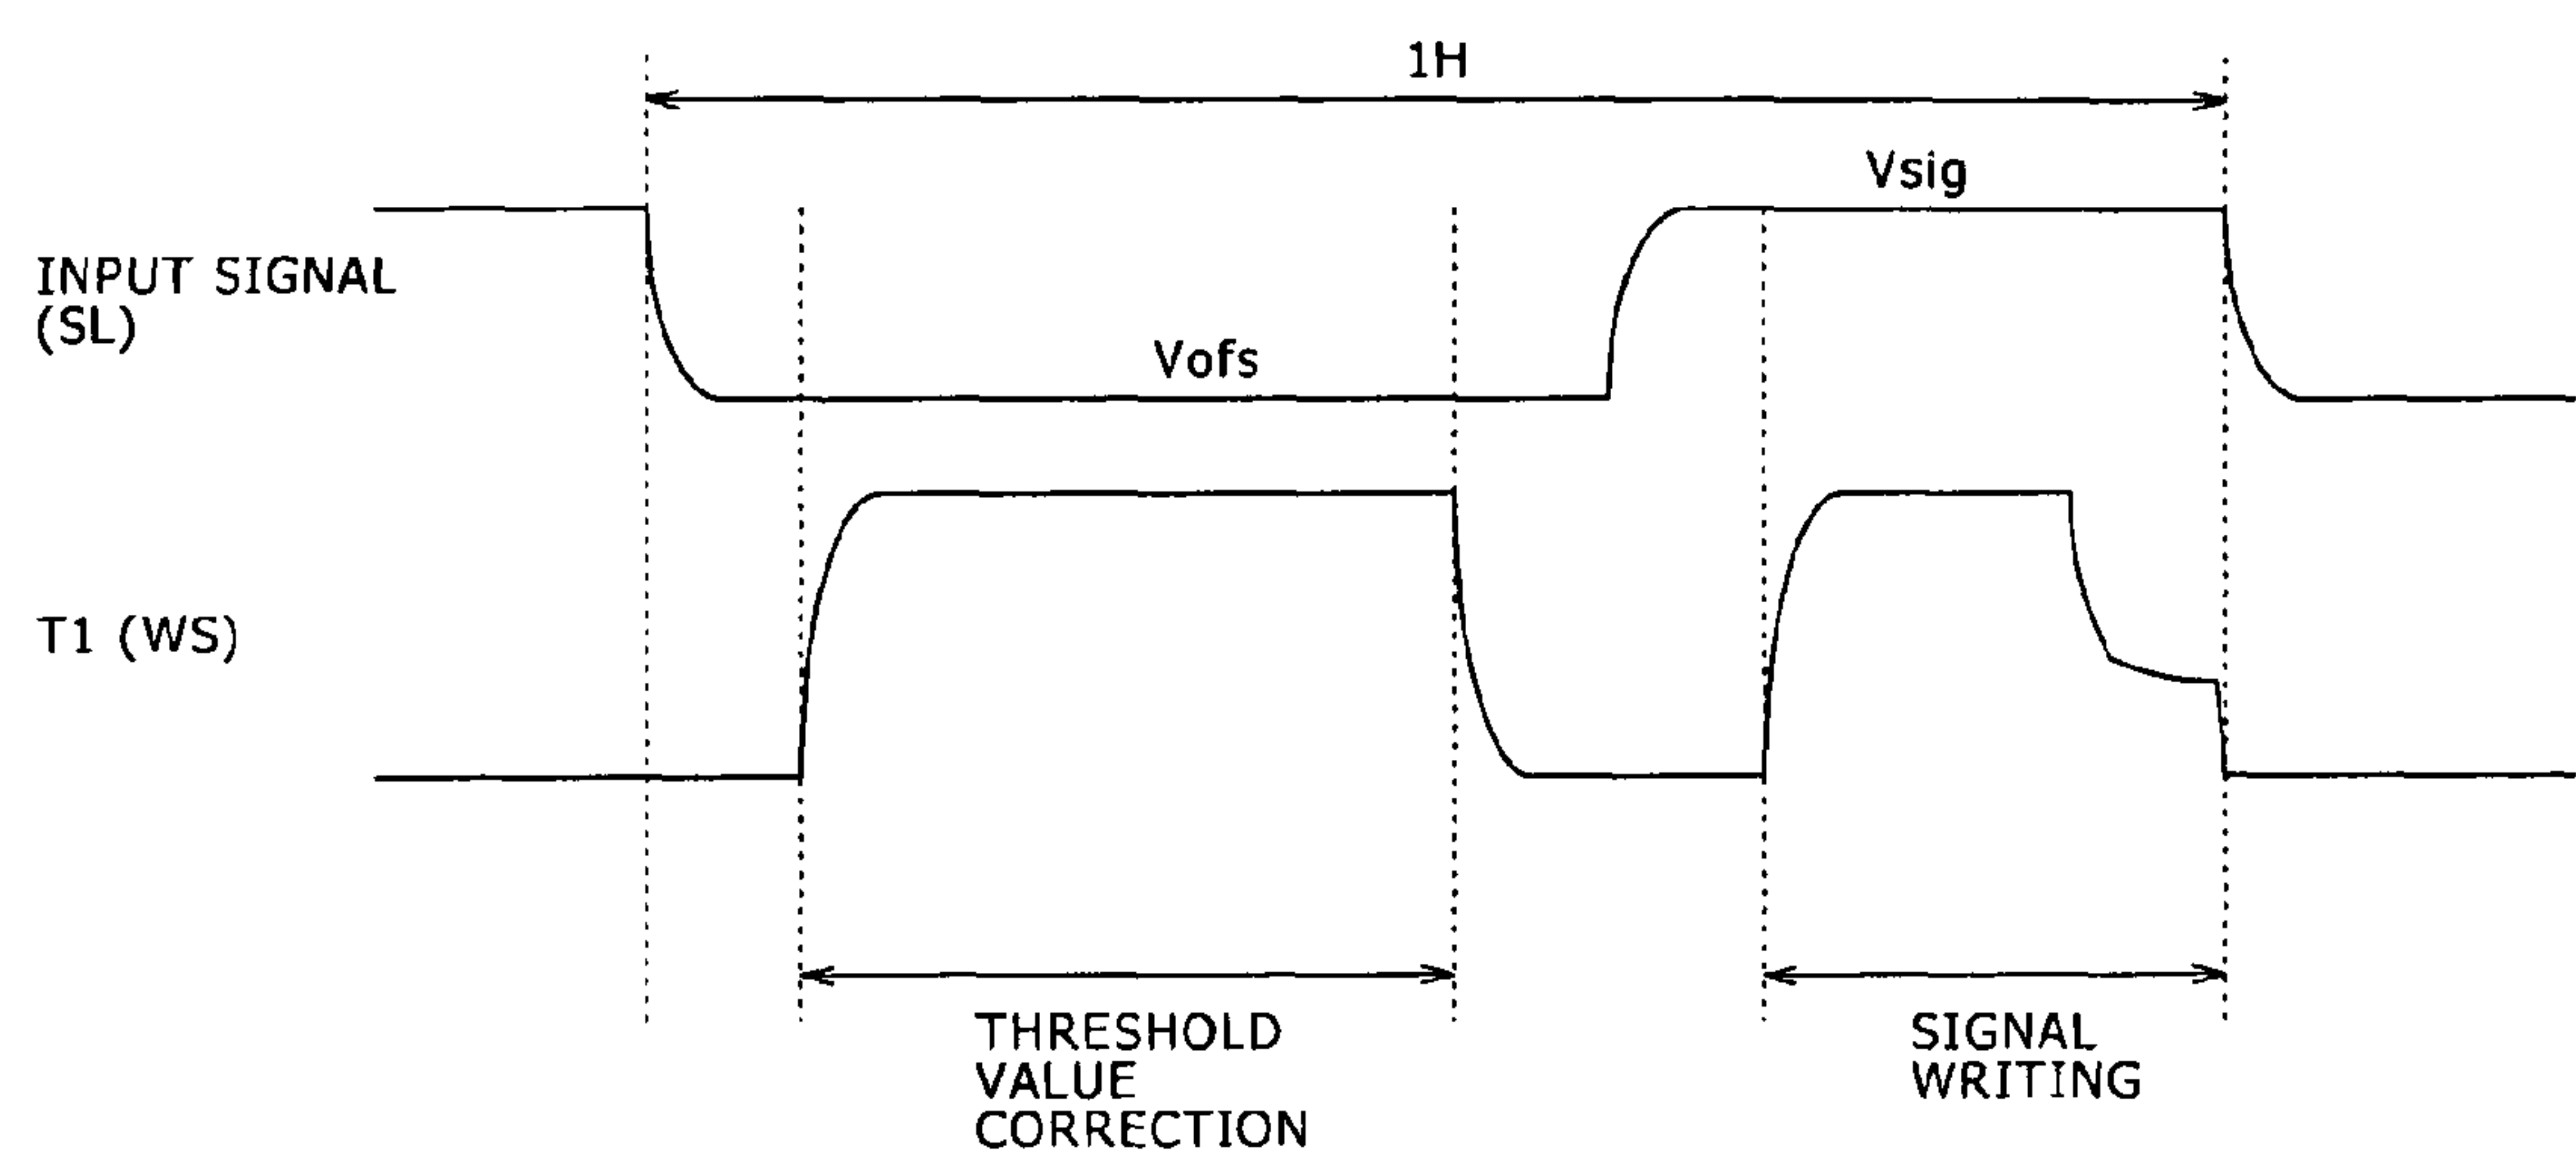 1H
Vsig
INPUT SIGNAL
(SL)
Vofs
T1 (WS)
THRESHOLD
VALUE
CORRECTION
SIGNAL
WRITING